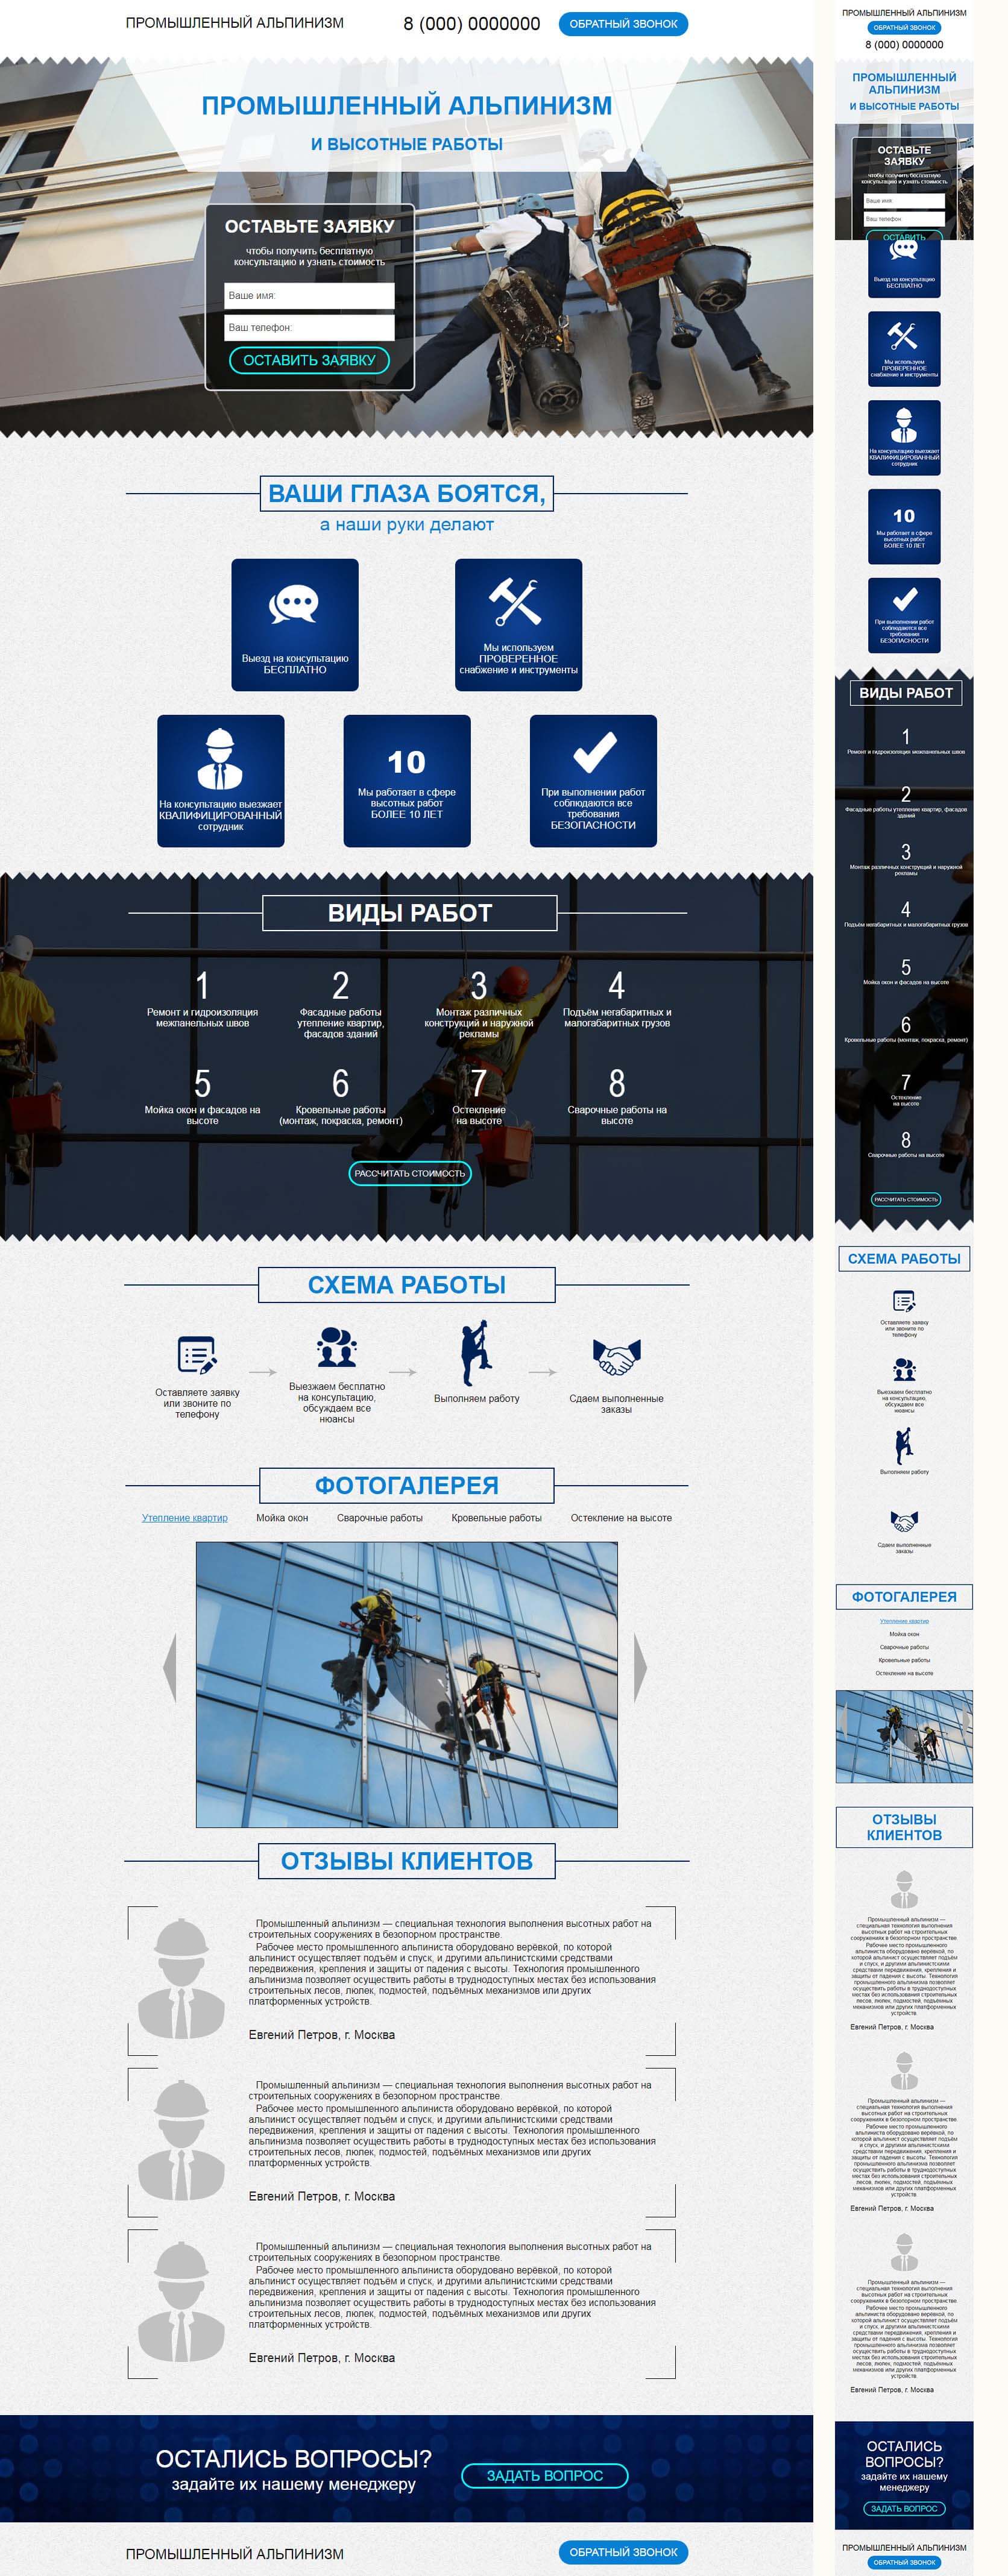 ПРОМЫШЛЕННЫЙ АЛЬПИНИЗМ
8 (000) 0000000
ОБРАТНЫЙ ЗВОНОК
ПРОМЫШЛЕННЫЙ АЛЬПИНИЗМ
И ВЫСОТНЫЕ РАБОТЫ
ОСТАВЬТЕ ЗАЯВКУ
чтобы получить бесплатную
консультацию и узнать стоимость
Ваше имя:
Ваш телефон:
ОСТАВИТЬ ЗАЯВКУ
ВАШИ ГЛАЗА БОЯТСЯ,
а наши руки делают
Выезд на консультацию
БЕСПЛАТНО
Мы используем
ПРОВЕРЕННОЕ
снабжение и инструменты
На консультацию выезжает
КВАЛИФИЦИРОВАННЫЙ
сотрудник
10
Мы работает в сфере
высотных работ
БОЛЕЕ 10 ЛЕТ
При выполнении работ
соблюдаются все
требования
БЕЗОПАСНОСТИ
ВИДЫ РАБОТ
1
Ремонт и гидроизоляция
межпанельных швов
2
Фасадные работы
утепление квартир,
фасадов зданий
3
Монтаж различных
конструкций и наружной
рекламы
4
Подъём негабаритных и
малогабаритных грузов
5
Мойка окон и фасадов на
высоте
6
Кровельные работы
(монтаж, покраска, ремонт)
7
Остекление
на высоте
8
Сварочные работы на
высоте
РАССЧИТАТЬ СТОИМОСТЬ
СХЕМА РАБОТЫ
Оставляете заявку
или звоните по
телефону
Выезжаем бесплатно
на консультацию,
обсуждаем все
нюансы
Выполняем работу
Сдаем выполненные
заказы
ФОТОГАЛЕРЕЯ
Утепление квартир
Мойка окон
Сварочные работы
Кровельные работы
Остекление на высоте
ОТЗЫВЫ КЛИЕНТОВ
Промышленный альпинизм — специальная технология выполнения высотных работ на
строительных сооружениях в безопорном пространстве.
Рабочее место промышленного альпиниста оборудовано верёвкой, по которой
альпинист осуществляет подъём и спуск, и другими альпинистскими средствами
передвижения, крепления и защиты от падения с высоты. Технология промышленного
альпинизма позволяет осуществить работы в труднодоступных местах без использования
строительных лесов, люлек, подмостей, подъёмных механизмов или других
платформенных устройств.
Евгений Петров, г. Москва
Промышленный альпинизм — специальная технология выполнения высотных работ на
строительных сооружениях в безопорном пространстве.
Рабочее место промышленного альпиниста оборудовано верёвкой, по которой
альпинист осуществляет подъём и спуск, и другими альпинистскими средствами
передвижения, крепления и защиты от падения с высоты. Технология промышленного
альпинизма позволяет осуществить работы в труднодоступных местах без использования
строительных лесов, люлек, подмостей, подъёмных механизмов или других
платформенных устройств.
Евгений Петров, г. Москва
Промышленный альпинизм — специальная технология выполнения высотных работ на
строительных сооружениях в безопорном пространстве.
Рабочее место промышленного альпиниста оборудовано верёвкой, по которой
альпинист осуществляет подъём и спуск, и другими альпинистскими средствами
передвижения, крепления и защиты от падения с высоты. Технология промышленного
альпинизма позволяет осуществить работы в труднодоступных местах без использования
строительных лесов, люлек, подмостей, подъёмных механизмов или других
платформенных устройств.
Евгений Петров, г. Москва
ОСТАЛИСЬ ВОПРОСЫ?
задайте их нашему менеджеру
ЗАДАТЬ ВОПРОС
ПРОМЫШЛЕННЫЙ АЛЬПИНИЗМ
ОБРАТНЫЙ ЗВОНОК
ПРОМЫШЛЕННЫЙ АЛЬПИНИЗМ
ОБРАТНЫЙ ЗВОНОК
8 (000) 0000000
ПРОМЫШЛЕННЫЙ
АЛЬПИНИЗМ
И ВЫСОТНЫЕ РАБОТЫ
ОСТАВЬТЕ
ЗАЯВКУ
чтобы получить бесплатную
консультацию и узнать стоимость
Ваше имя:
Ваш телефон:
ОСТАВИТЬ
Выезд на консультацию
БЕСПЛАТНО
Мы используем
ПРОВЕРЕННОЕ
снабжение и инструменты
На консультацию выезжает
КВАЛИФИЦИРОВАННЫЙ
сотрудник
10
Мы работает в сфере
высотных работ
БОЛЕЕ 10 ЛЕТ
При выполнении работ
соблюдаются все
требования
БЕЗОПАСНОСТИ
ВИДЫ РАБОТ
1
Ремонт и гидроизоляция межпанельных швов
2
Фасадные работы утепление квартир, фасадов
зданий
3
Монтаж различных конструкций и наружной
рекламы
4
Подъём негабаритных и малогабаритных грузов
5
Мойка окон и фасадов на высоте
6
Кровельные работы (монтаж, покраска, ремонт)
7
Остекление
на высоте
8
Сварочные работы на высоте
РАССЧИТАТЬ СТОИМОСТЬ
СХЕМА РАБОТЫ
Оставляете заявку
или звоните по
телефону
Выезжаем бесплатно
на консультацию,
обсуждаем все
нюансы
Выполняем работу
Сдаем выполненные
заказы
ФОТОГАЛЕРЕЯ
Утепление квартир
Мойка окон
Сварочные работы
Кровельные работы
Остекление на высоте
ОТЗЫВЫ
КЛИЕНТОВ
Промышленный альпинизм —
специальная технология выполнения
высотных работ на строительных
сооружениях в безопорном пространстве.
Рабочее место промышленного
альпиниста оборудовано верёвкой, по
которой альпинист осуществляет подъём
и спуск, и другими альпинистскими
средствами передвижения, крепления и
защиты от падения с высоты. Технология
промышленного альпинизма позволяет
осуществить работы в труднодоступных
местах без использования строительных
лесов, люлек, подмостей, подъёмных
механизмов или других платформенных
устройств.
Евгений Петров, г. Москва
Промышленный альпинизм —
специальная технология выполнения
высотных работ на строительных
сооружениях в безопорном пространстве.
Рабочее место промышленного
альпиниста оборудовано верёвкой, по
которой альпинист осуществляет подъём
и спуск, и другими альпинистскими
средствами передвижения, крепления и
защиты от падения с высоты. Технология
промышленного альпинизма позволяет
осуществить работы в труднодоступных
местах без использования строительных
лесов, люлек, подмостей, подъёмных
механизмов или других платформенных
устройств.
Евгений Петров, г. Москва
Промышленный альпинизм —
специальная технология выполнения
высотных работ на строительных
сооружениях в безопорном пространстве.
Рабочее место промышленного
альпиниста оборудовано верёвкой, по
которой альпинист осуществляет подъём
и спуск, и другими альпинистскими
средствами передвижения, крепления и
защиты от падения с высоты. Технология
промышленного альпинизма позволяет
осуществить работы в труднодоступных
местах без использования строительных
лесов, люлек, подмостей, подъёмных
механизмов или других платформенных
устройств.
Евгений Петров, г. Москва
ОСТАЛИСЬ
ВОПРОСЫ?
задайте их нашему
менеджеру
ЗАДАТЬ ВОПРОС
ПРОМЫШЛЕННЫЙ АЛЬПИНИЗМ
ОБРАТНЫЙ ЗВОНОК